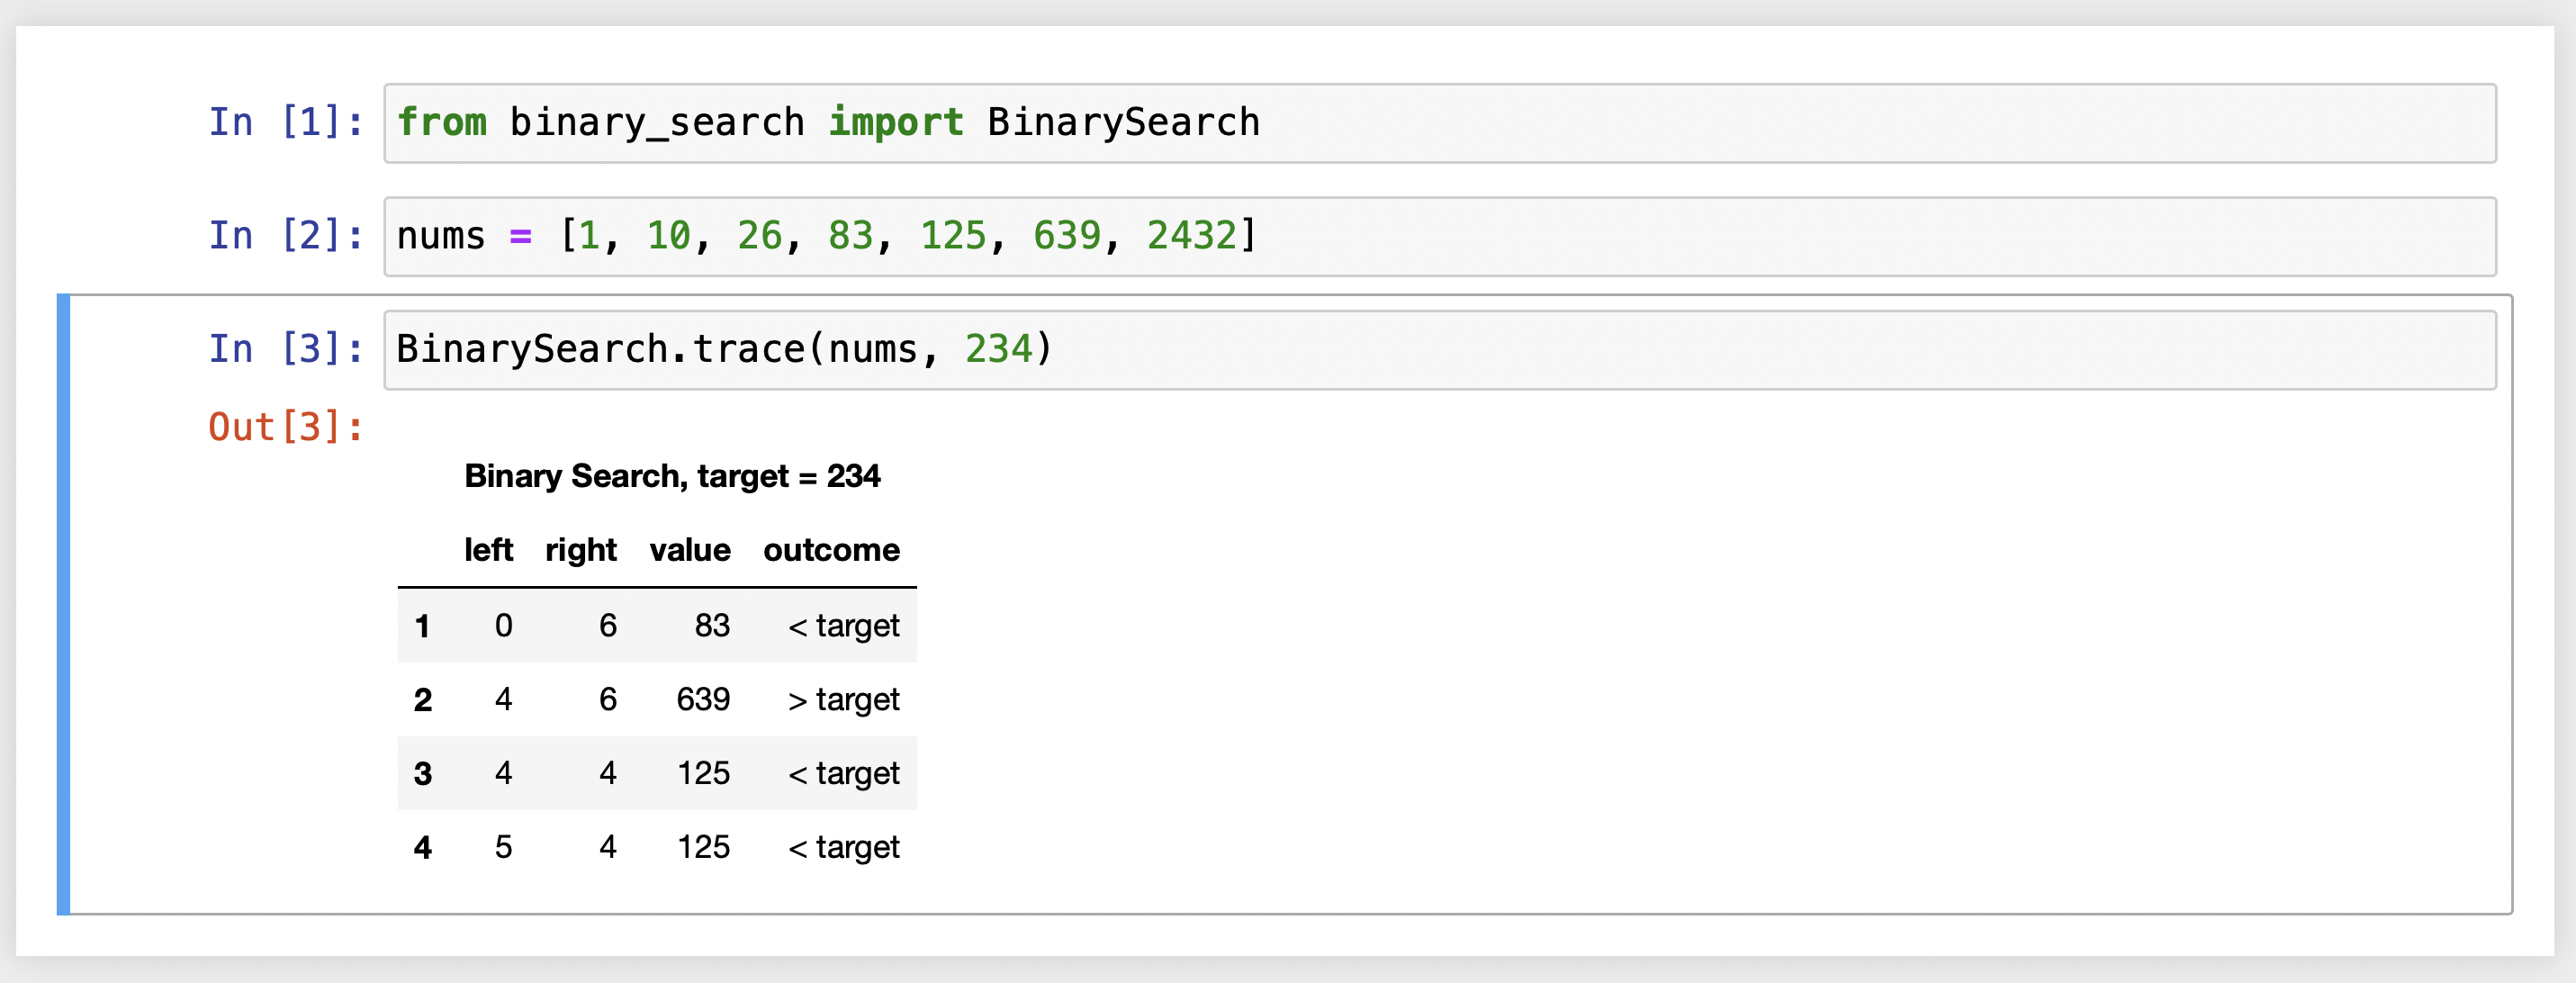 In [1]: from binary_search import BinarySearch
In [2]: nums = [1, 10, 26, 83, 125, 639, 2432]
In [3]: BinarySearch.trace(nums, 234)
Out[3]:
Binary Search, target = 234
left right value outcome
1 0 6 83 < target
2 4 6 639 > target
3 4 4 125 < target
4 5 4 125 < target